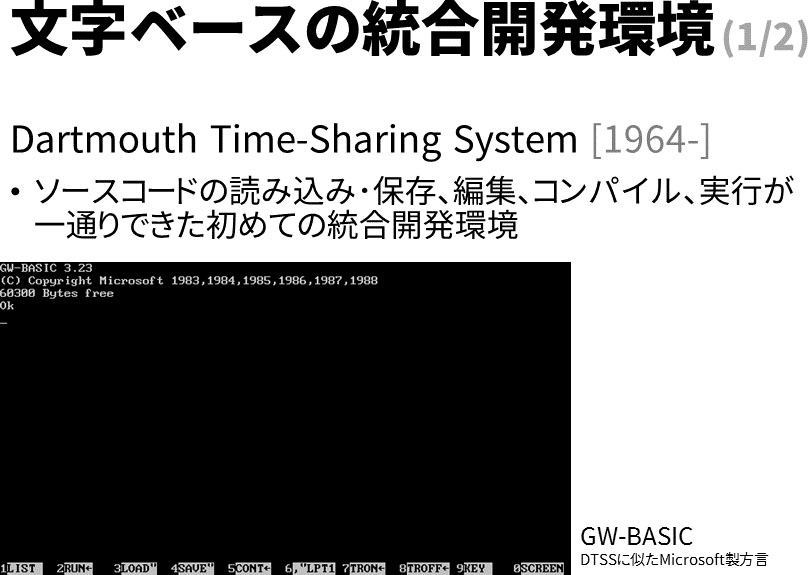 文字ベースの統合開発環境(1/2)
Dartmouth Time-Sharing System [1964-]
• ソースコードの読み込み・保存、編集、コンパイル、実行が
一通りできた初めての統合開発環境
GW-BASIC 3.23
(C) Copyright Microsoft 1983,1984,1985,1986,1987,1988
60300 Bytes free
Ok
_
1LIST 2RUN← 3LOAD" 4SAVE" 5CONT← 6,"LPT1 7TRON← 8TROFF← 9KEY 0SCREEN
GW-BASIC
DTSSに似たMicrosoft製方言